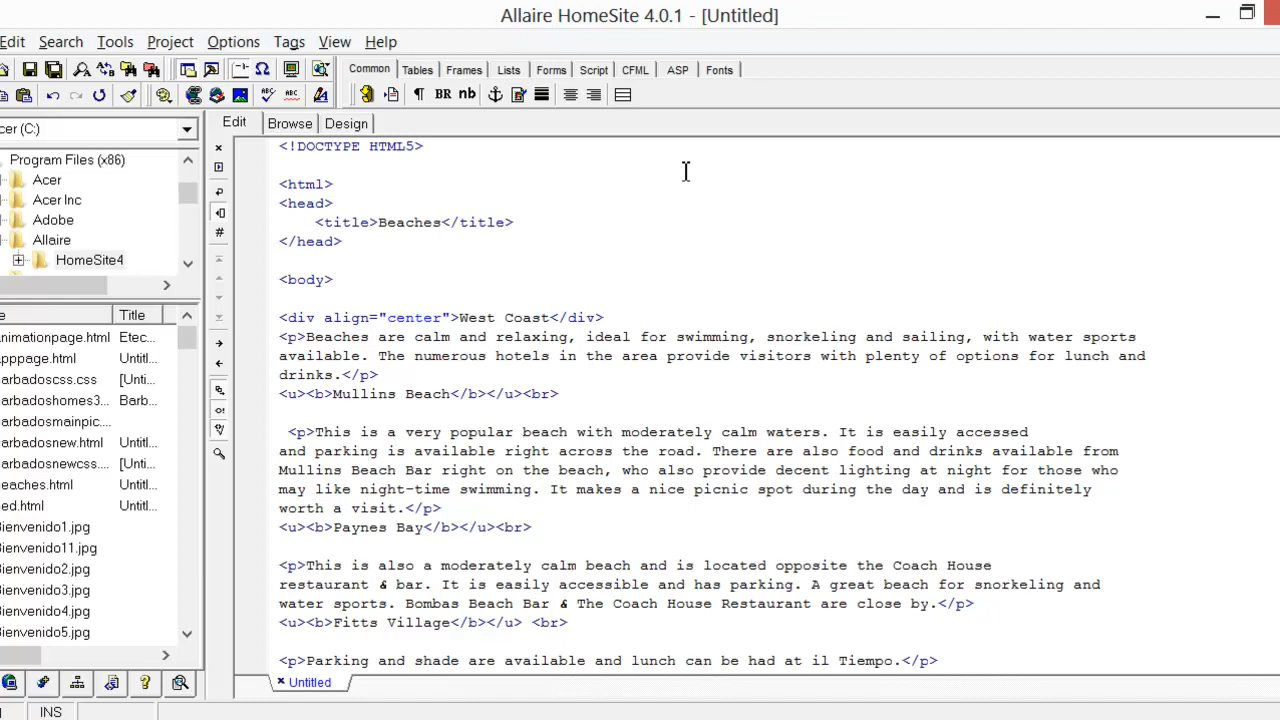 Allaire HomeSite 4.0.1 - [Untitled]
Edit Search Tools Project Options Tags View Help
Common Tables Frames Lists Forms Script CFML ASP Fonts
BR nb
cer (C:)
Edit Browse Design
Program Files (x86)
Acer
Acer Inc
Adobe
Allaire
HomeSite4
e Title
nimationpage.html Etec...
pppage.html Untitl...
arbadoscss.css [Unti...
arbadoshomes3... Barb...
arbadosmainpic....
arbadosnew.html Untitl...
arbadosnewcss.... [Unti...
eaches.html Untitl...
ed.html Untitl...
Bienvenido1.jpg
Bienvenido11.jpg
Bienvenido2.jpg
Bienvenido3.jpg
Bienvenido4.jpg
Bienvenido5.jpg
<!DOCTYPE HTML5>
<html>
<head>
<title>Beaches</title>
</head>
<body>
<div align="center">West Coast</div>
<p>Beaches are calm and relaxing, ideal for swimming, snorkeling and sailing, with water sports
available. The numerous hotels in the area provide visitors with plenty of options for lunch and
drinks.</p>
<u><b>Mullins Beach</b></u><br>
<p>This is a very popular beach with moderately calm waters. It is easily accessed
and parking is available right across the road. There are also food and drinks available from
Mullins Beach Bar right on the beach, who also provide decent lighting at night for those who
may like night-time swimming. It makes a nice picnic spot during the day and is definitely
worth a visit.</p>
<u><b>Paynes Bay</b></u><br>
<p>This is also a moderately calm beach and is located opposite the Coach House
restaurant & bar. It is easily accessible and has parking. A great beach for snorkeling and
water sports. Bombas Beach Bar & The Coach House Restaurant are close by.</p>
<u><b>Fitts Village</b></u> <br>
<p>Parking and shade are available and lunch can be had at il Tiempo.</p>
Untitled
INS